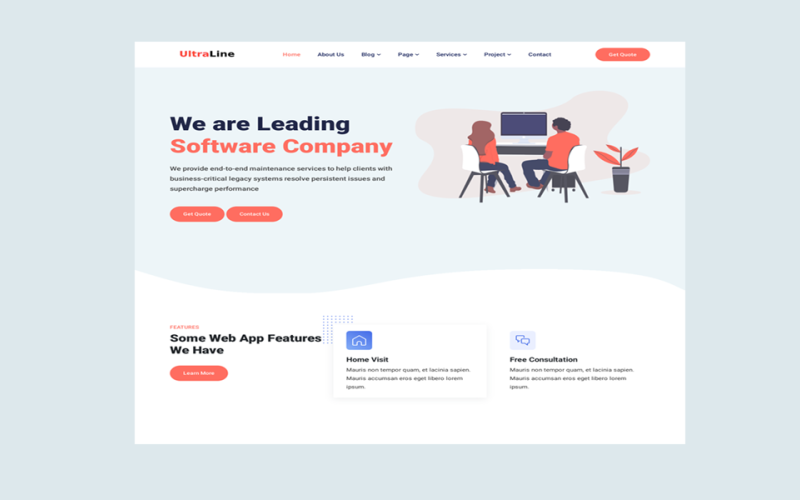 UltraLine
Home
About Us
Blog
Page
Services
Project
Contact
Get Quote
We are Leading
Software Company
We provide end-to-end maintenance services to help clients with
business-critical legacy systems resolve persistent issues and
supercharge performance
Get Quote
Contact Us
FEATURES
Some Web App Features
We Have
Learn More
Home Visit
Mauris non tempor quam, et lacinia sapien.
Mauris accumsan eros eget libero lorem
ipsum.
Free Consultation
Mauris non tempor quam, et lacinia sapien.
Mauris accumsan eros eget libero lorem
ipsum.